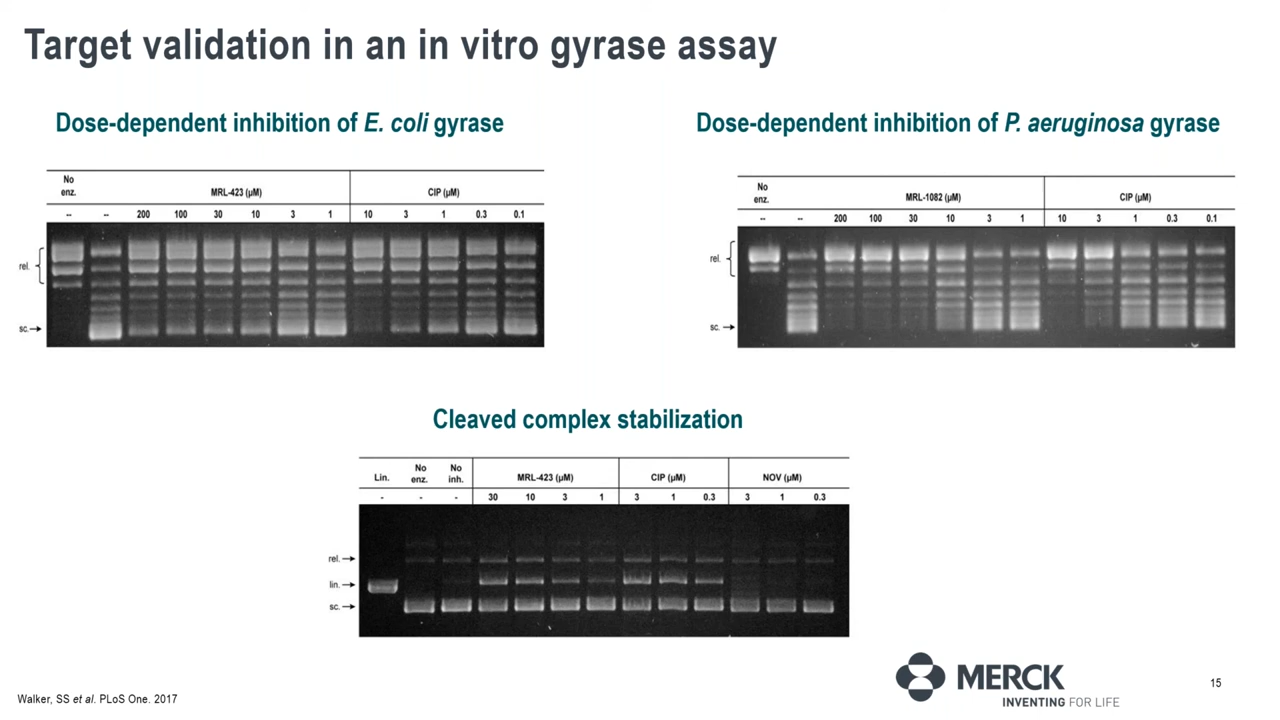 Target validation in an in vitro gyrase assay
Dose-dependent inhibition of E. coli gyrase
No
enz.
MRL-423 (µM)
CIP (µM)
-- -- 200 100 30 10 3 1 10 3 1 0.3 0.1
rel.
sc.
Dose-dependent inhibition of P. aeruginosa gyrase
No
enz.
MRL-1082 (µM)
CIP (µM)
-- -- 200 100 30 10 3 1 10 3 1 0.3 0.1
rel.
sc.
Cleaved complex stabilization
Lin.
No
enz.
No
inh.
MRL-423 (µM)
CIP (µM)
NOV (µM)
- - - 30 10 3 1 3 1 0.3 3 1 0.3
rel.
lin.
sc.
Walker, SS et al. PLoS One. 2017
MERCK
INVENTING FOR LIFE
15